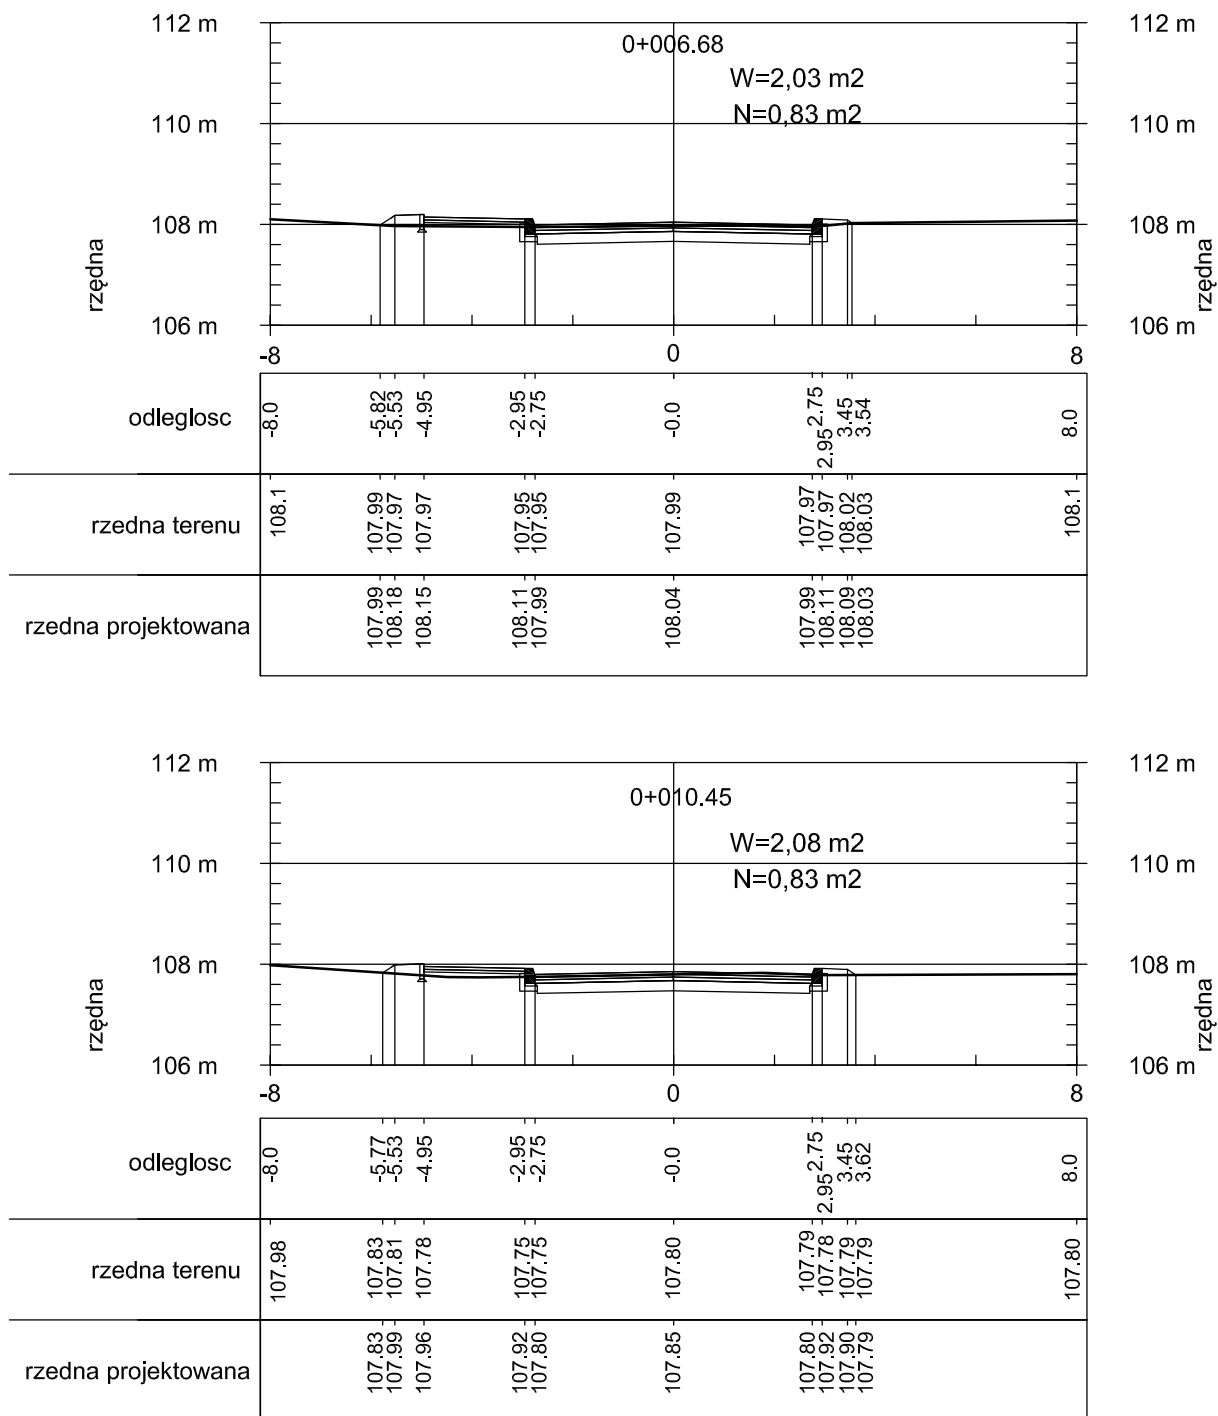 112 m 112 m
0+006.68
W=2,03 m2
N=0,83 m2
110 m 110 m
108 m 108 m
rzędna rzędna
106 m 106 m
-8 0 8
odleglosc -8.0 -5.82 -5.53 -4.95 -2.95 -2.75 -0.0 2.75 2.95 3.45 3.54 8.0
rzedna terenu 108.1 107.99 107.97 107.97 107.95 107.95 107.99 107.97 107.97 108.02 108.03 108.1
rzedna projektowana 107.99 108.18 108.15 108.11 107.99 108.04 107.99 108.11 108.09 108.03
112 m 112 m
0+010.45
W=2,08 m2
110 m 110 m
N=0,83 m2
108 m 108 m
rzędna rzędna
106 m 106 m
-8 0 8
odleglosc -8.0 -5.77 -5.53 -4.95 -2.95 -2.75 -0.0 2.75 2.95 3.45 3.62 8.0
rzedna terenu 107.98 107.83 107.81 107.78 107.75 107.75 107.80 107.79 107.78 107.79 107.79 107.80
rzedna projektowana 107.83 107.99 107.96 107.92 107.80 107.85 107.80 107.92 107.90 107.79